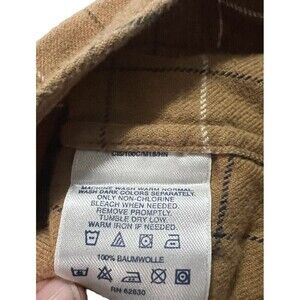 MACHINE WASH WARM NORMAL.
WASH DARK COLORS SEPARATELY.
ONLY NON-CHLORINE
BLEACH WHEN NEEDED.
REMOVE PROMPTLY.
TUMBLE DRY LOW.
WARM IRON IF NEEDED.
100% BAUMWOLLE
RN 62830